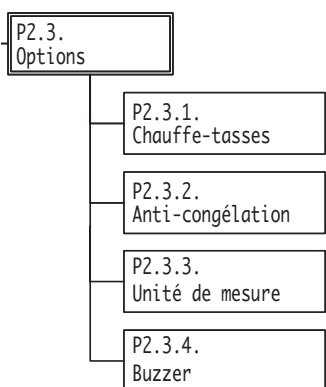 P2.3.
Options
P2.3.1.
Chauffe-tasses
P2.3.2.
Anti-congélation
P2.3.3.
Unité de mesure
P2.3.4.
Buzzer